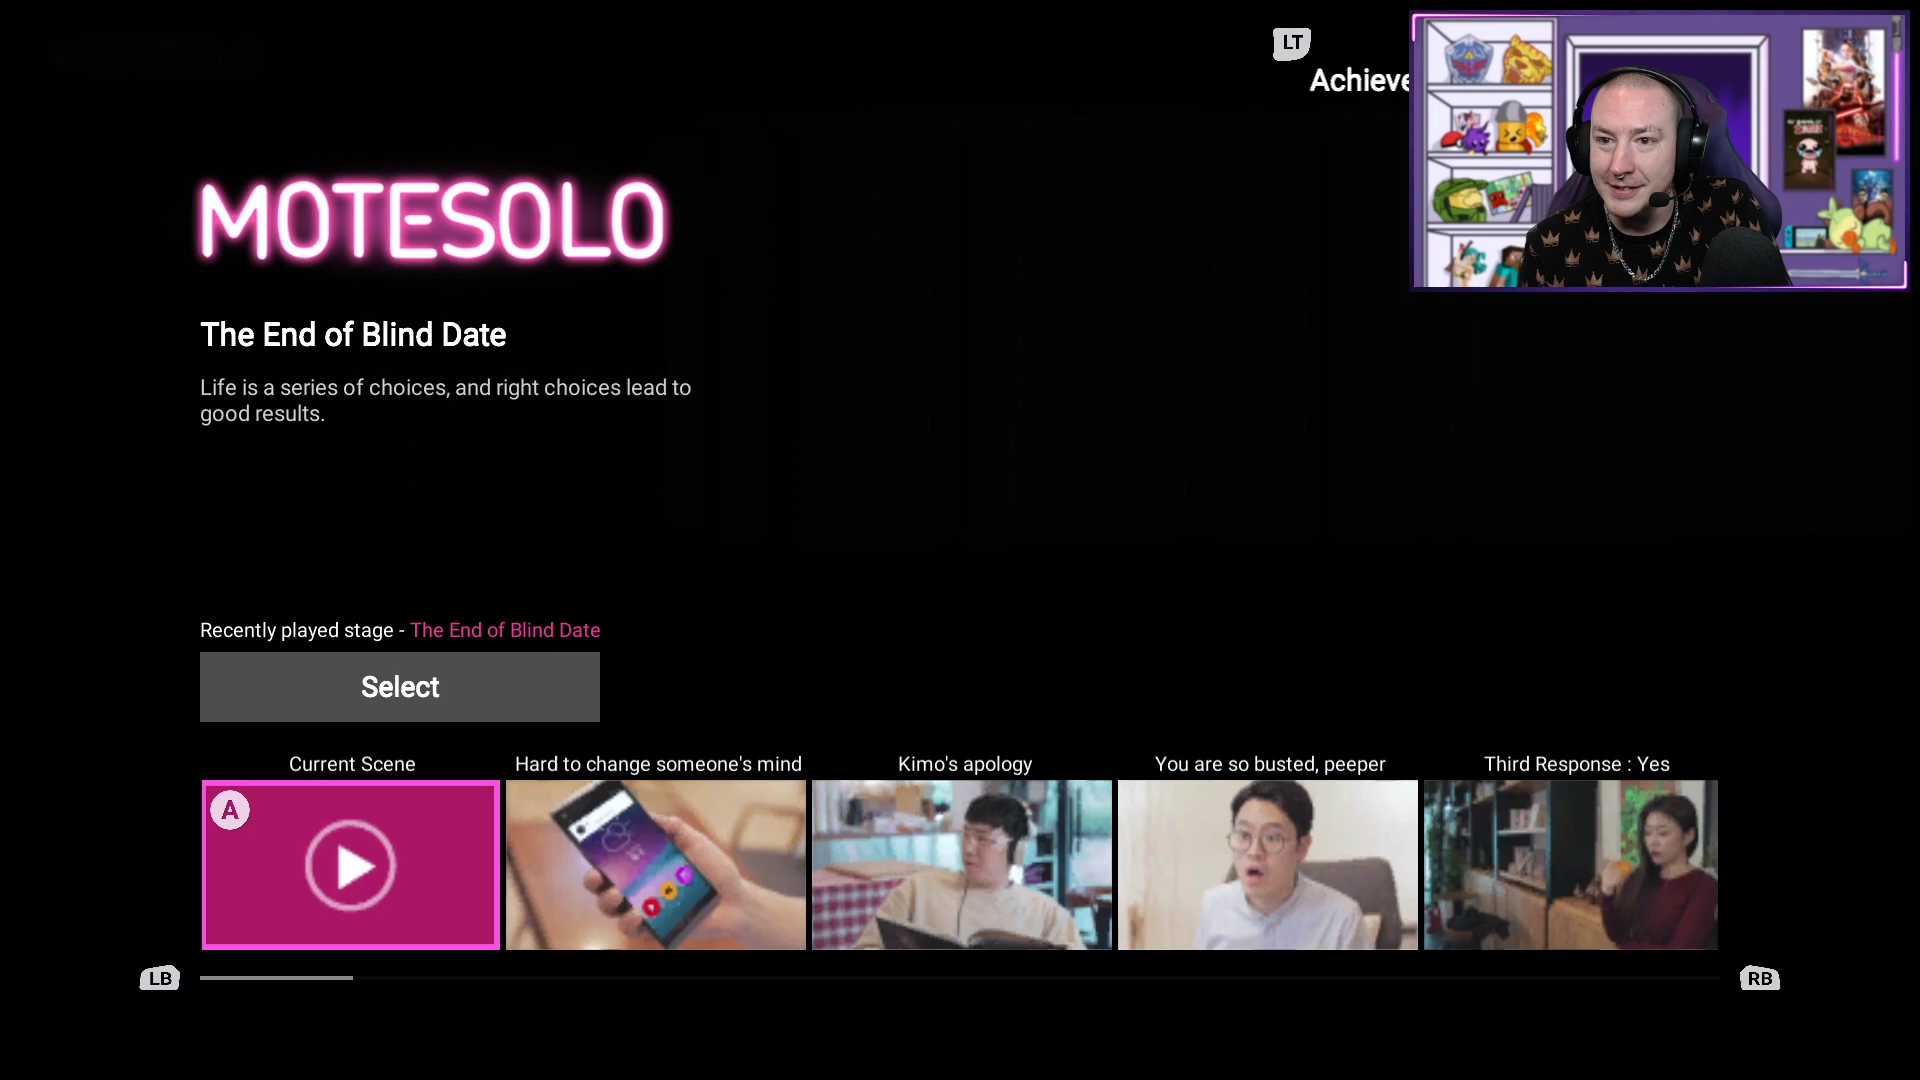 LT
Achieve
MOTESOLO
The End of Blind Date
Life is a series of choices, and right choices lead to
good results.
Recently played stage - The End of Blind Date
Select
Current Scene
Hard to change someone's mind
Kimo's apology
You are so busted, peeper
Third Response : Yes
A
LB
RB